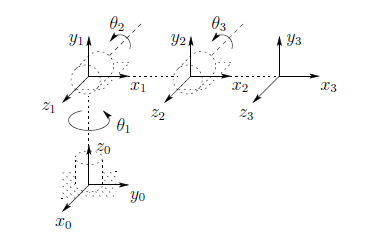 θ₂ θ₃
y₁ y₂ y₃
x₁ x₂ x₃
z₁ z₂ z₃
θ₁
z₀
y₀
x₀